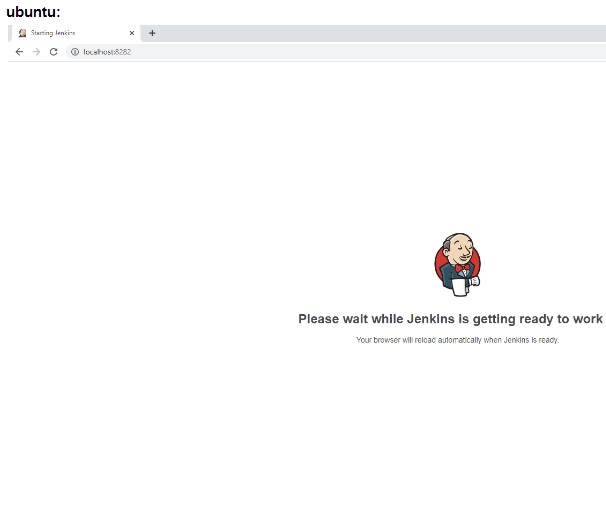 ubuntu:
Starting Jenkins
localhost:8282
Please wait while Jenkins is getting ready to work
Your browser will reload automatically when Jenkins is ready.